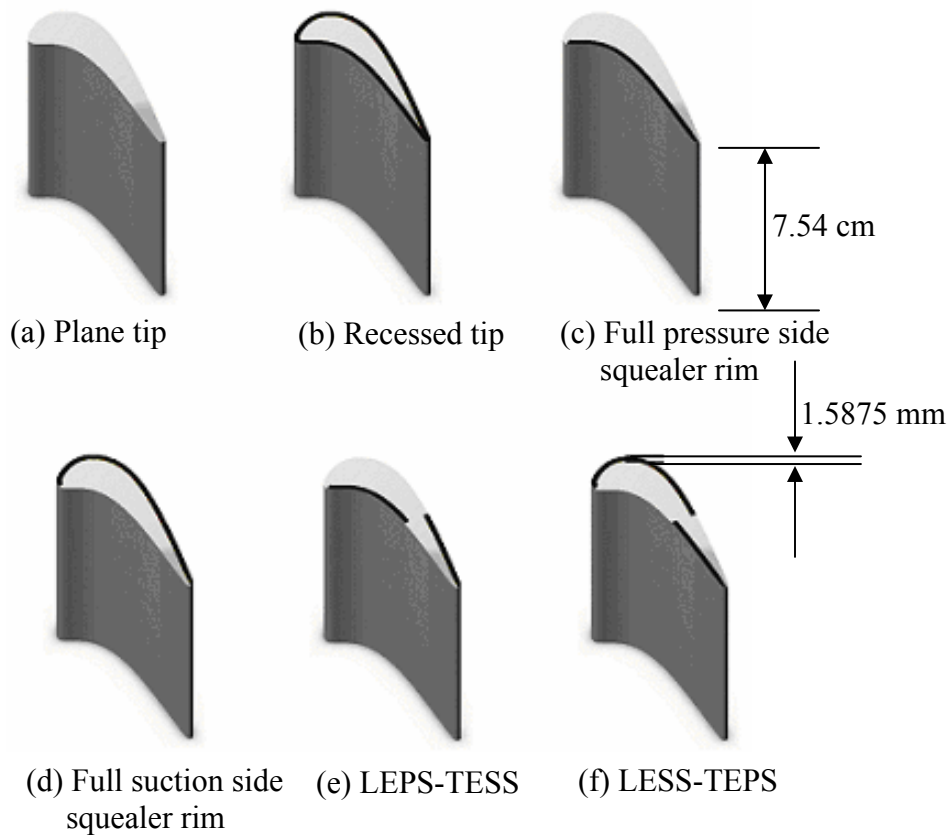 7.54 cm
(a) Plane tip
(b) Recessed tip
(c) Full pressure side
squealer rim
1.5875 mm
(d) Full suction side
squealer rim
(e) LEPS-TESS
(f) LESS-TEPS